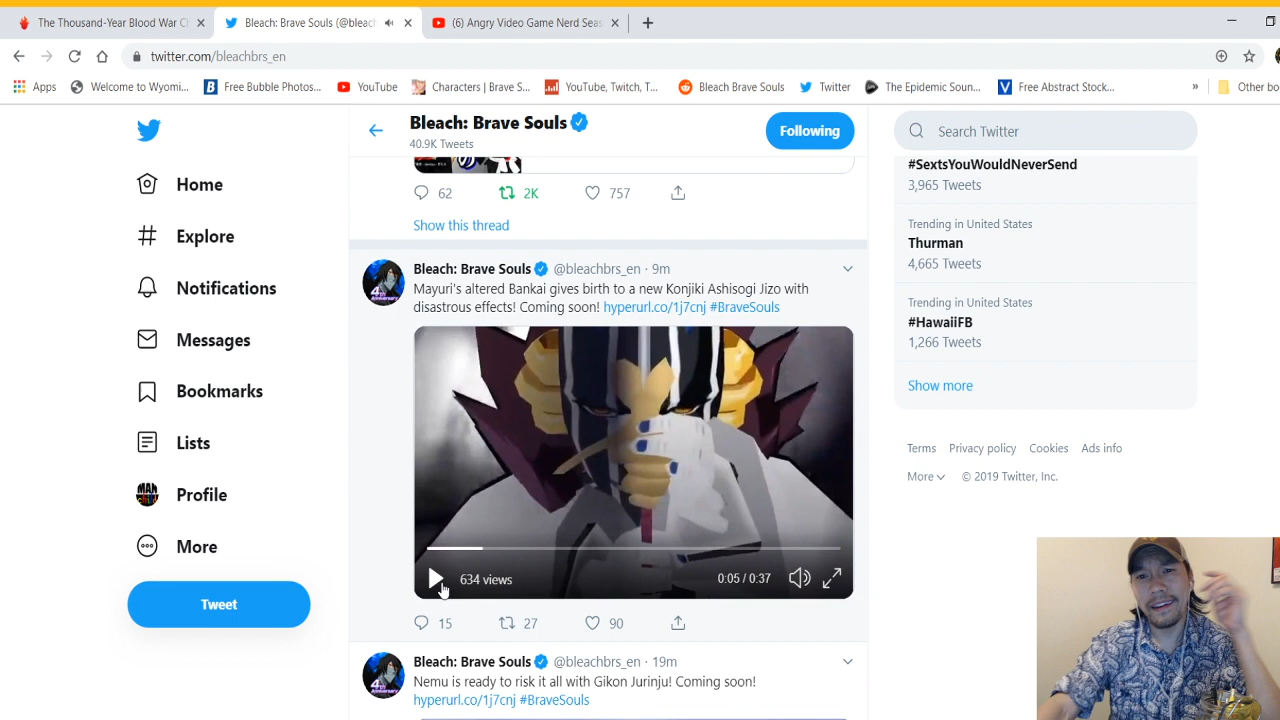 The Thousand-Year Blood War C
Bleach: Brave Souls (@bleach
(6) Angry Video Game Nerd Seas
twitter.com/bleachbrs_en
Apps
Welcome to Wyomi...
Free Bubble Photos...
YouTube
Characters | Brave S...
YouTube, Twitch, T...
Bleach Brave Souls
Twitter
The Epidemic Soun...
Free Abstract Stock...
»
Other bo
Home
Explore
Notifications
Messages
Bookmarks
Lists
Profile
More
Tweet
Bleach: Brave Souls
40.9K Tweets
Following
62 2K 757
Show this thread
4th Anniversary
Bleach: Brave Souls @bleachbrs_en · 9m
Mayuri's altered Bankai gives birth to a new Konjiki Ashisogi Jizo with
disastrous effects! Coming soon! hyperurl.co/1j7cnj #BraveSouls
634 views 0:05 / 0:37
15 27 90
4th Anniversary
Bleach: Brave Souls @bleachbrs_en · 19m
Nemu is ready to risk it all with Gikon Jurinju! Coming soon!
hyperurl.co/1j7cnj #BraveSouls
Search Twitter
#SextsYouWouldNeverSend
3,965 Tweets
Trending in United States
Thurman
4,665 Tweets
Trending in United States
#HawaiiFB
1,266 Tweets
Show more
Terms Privacy policy Cookies Ads info
More © 2019 Twitter, Inc.